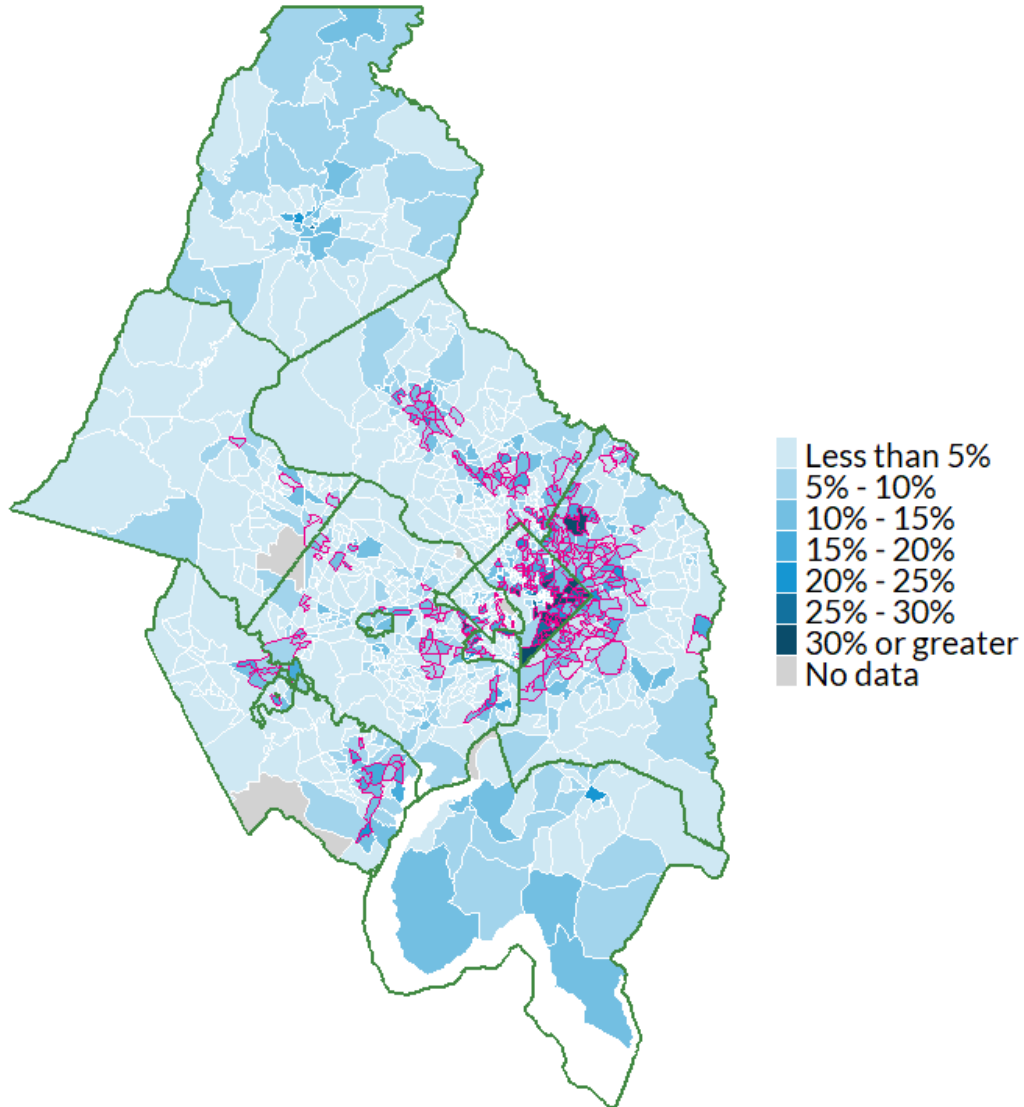 Less than 5%
5% - 10%
10% - 15%
15% - 20%
20% - 25%
25% - 30%
30% or greater
No data